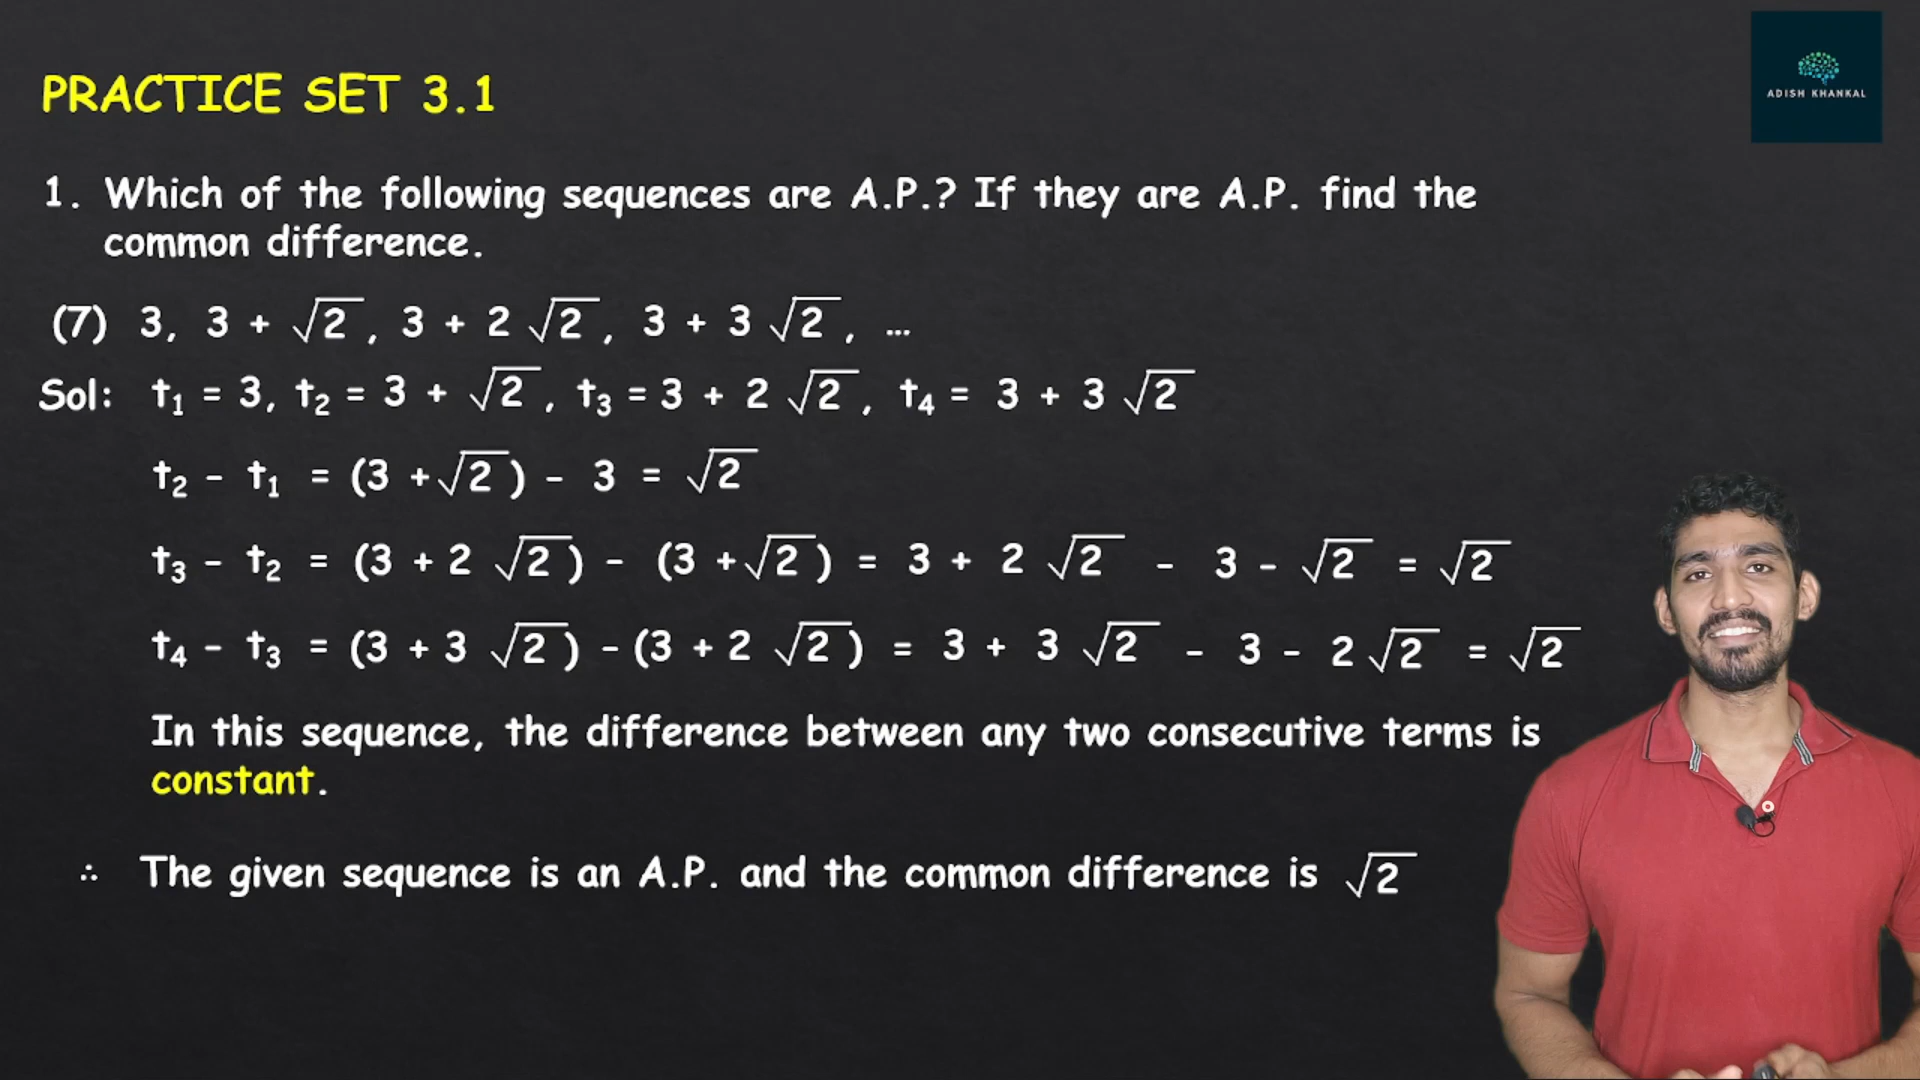 ADISH KHANKAL
PRACTICE SET 3.1
1. Which of the following sequences are A.P.? If they are A.P. find the
common difference.
(7) 3, 3 + √2, 3 + 2√2, 3 + 3√2, ...
Sol: t₁ = 3, t₂ = 3 + √2, t₃ = 3 + 2√2, t₄ = 3 + 3√2
t₂ - t₁ = (3 + √2) - 3 = √2
t₃ - t₂ = (3 + 2√2) - (3 + √2) = 3 + 2√2 - 3 - √2 = √2
t₄ - t₃ = (3 + 3√2) - (3 + 2√2) = 3 + 3√2 - 3 - 2√2 = √2
In this sequence, the difference between any two consecutive terms is
constant.
∴ The given sequence is an A.P. and the common difference is √2